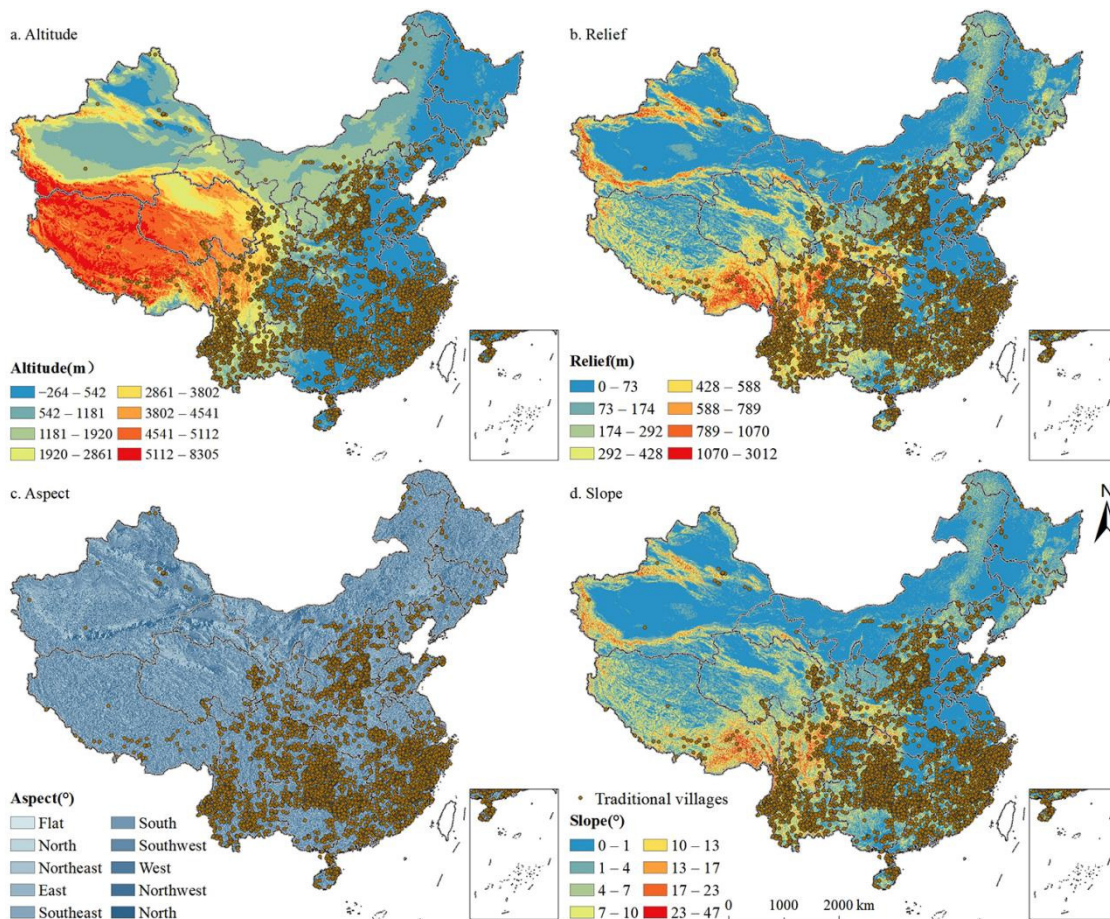 a. Altitude
Altitude(m)
−264 – 542
542 – 1181
1181 – 1920
1920 – 2861
2861 – 3802
3802 – 4541
4541 – 5112
5112 – 8305
b. Relief
Relief(m)
0 – 73
73 – 174
174 – 292
292 – 428
428 – 588
588 – 789
789 – 1070
1070 – 3012
c. Aspect
Aspect(°)
Flat
North
Northeast
East
Southeast
South
Southwest
West
Northwest
North
d. Slope
N
Traditional villages
Slope(°)
0 – 1
1 – 4
4 – 7
7 – 10
10 – 13
13 – 17
17 – 23
23 – 47
0 1000 2000 km